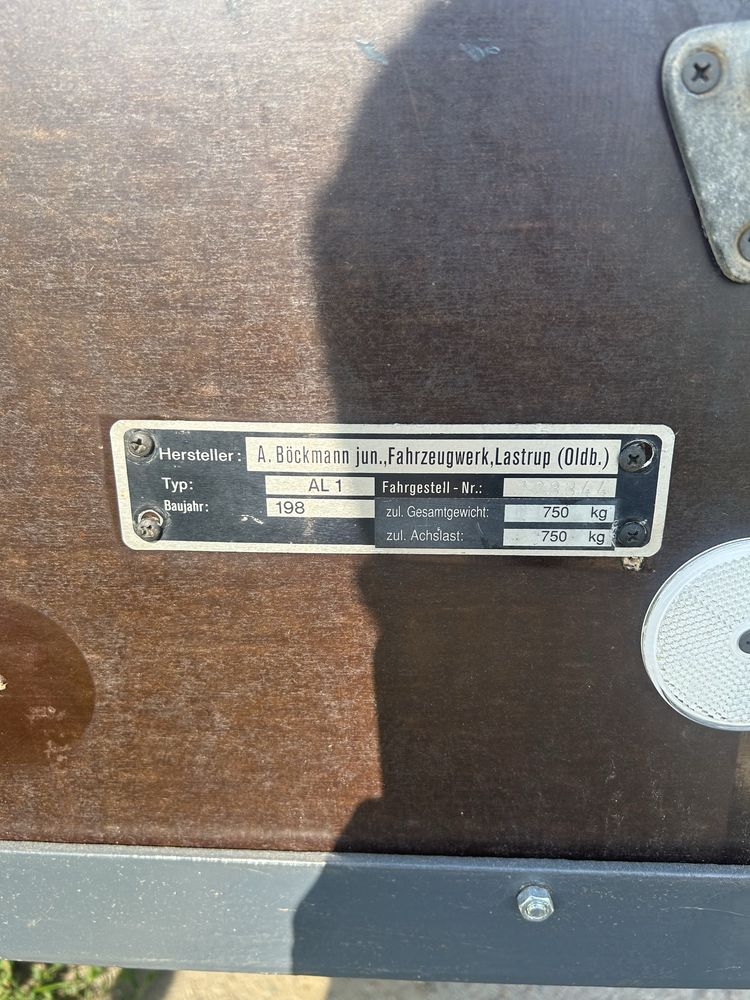 Hersteller: A. Böckmann jun., Fahrzeugwerk, Lastrup (Oldb.)
Typ: AL 1 Fahrgestell - Nr.:
Baujahr: 198 zul. Gesamtgewicht: 750 kg
zul. Achslast: 750 kg